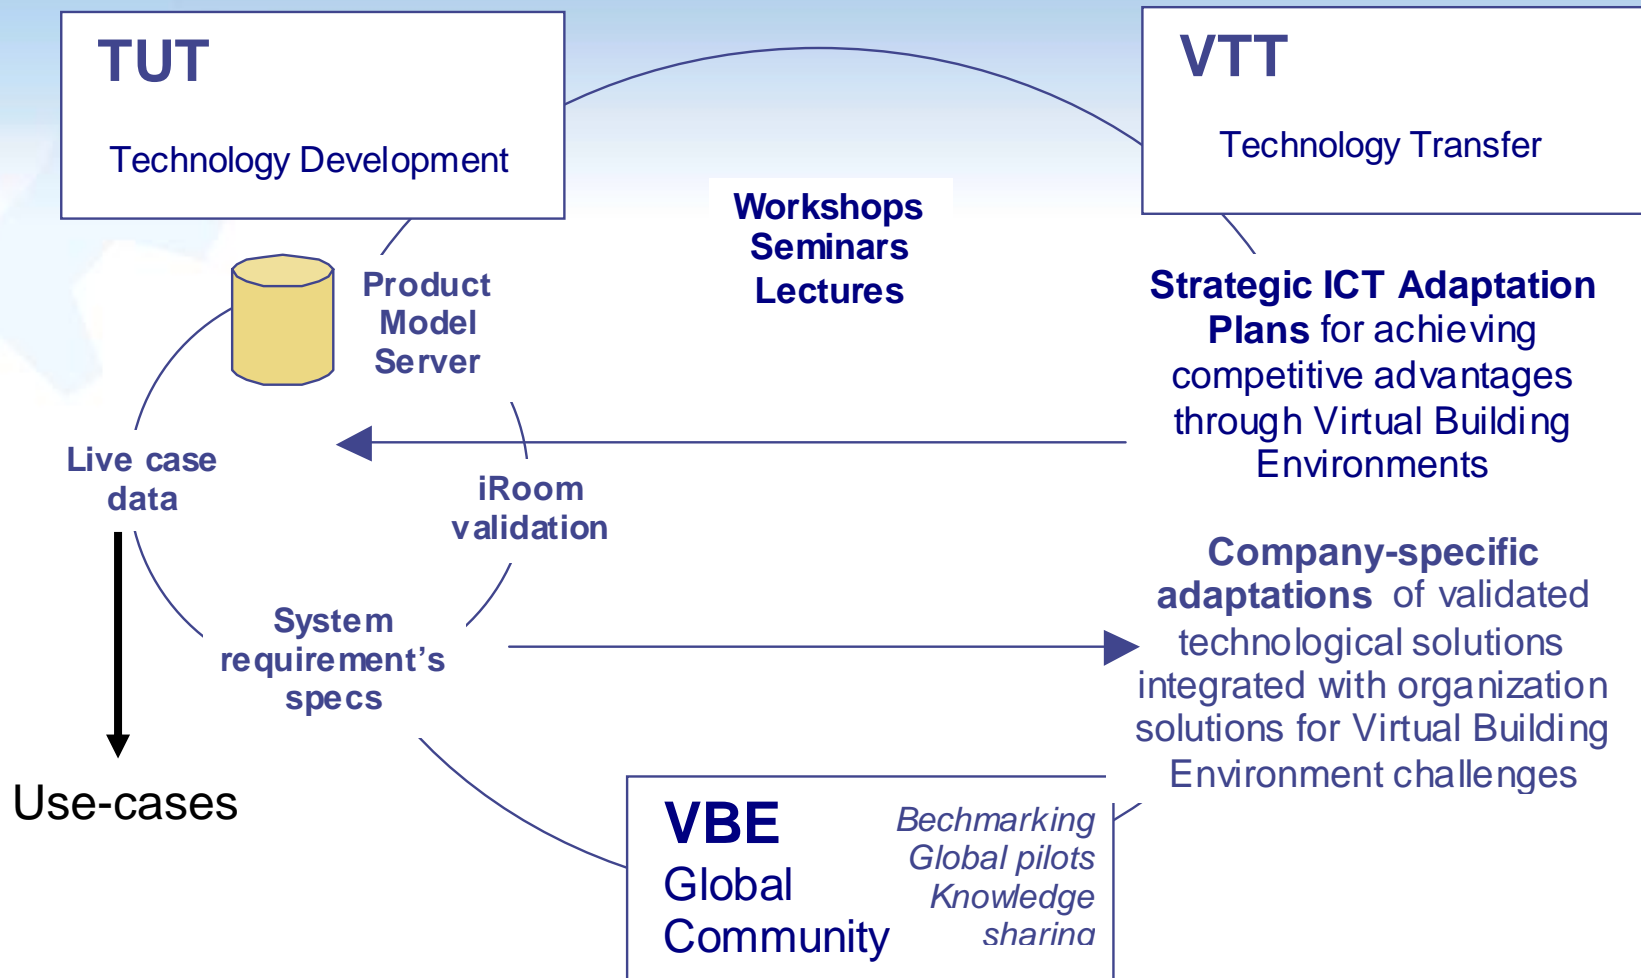 TUT
Technology Development
VTT
Technology Transfer
Workshops
Seminars
Lectures
Product
Model
Server
Live case
data
iRoom
validation
System
requirement's
specs
Use-cases
Strategic ICT Adaptation
Plans for achieving
competitive advantages
through Virtual Building
Environments
Company-specific
adaptations of validated
technological solutions
integrated with organization
solutions for Virtual Building
Environment challenges
VBE
Global
Community
Bechmarking
Global pilots
Knowledge
sharing